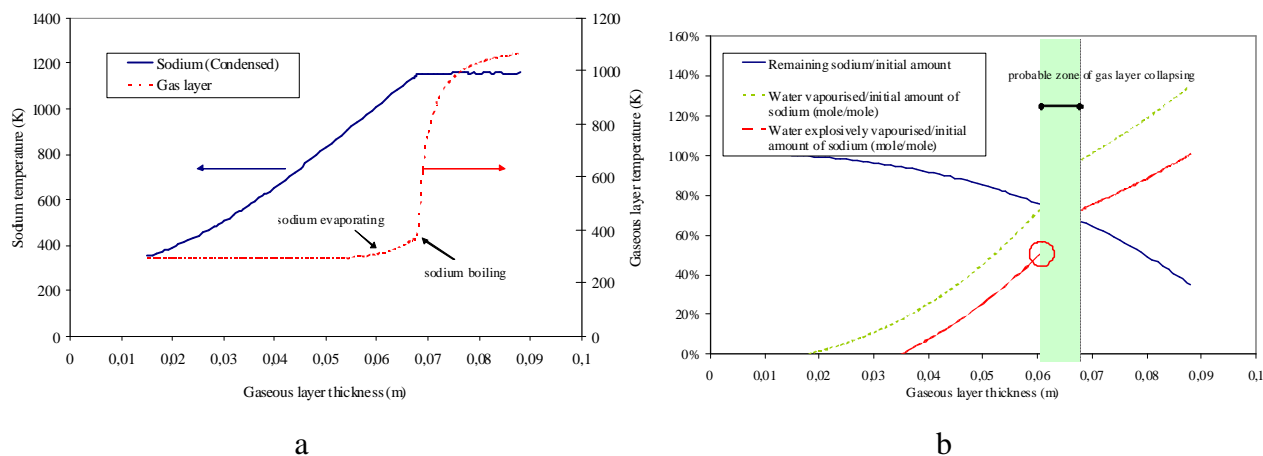 1400
1200
1000
800
600
400
200
0
Sodium temperature (K)
Sodium (Condensed)
Gas layer
sodium evaporating
sodium boiling
1200
1000
800
600
400
200
0
Gaseous layer temperature (K)
0 0,01 0,02 0,03 0,04 0,05 0,06 0,07 0,08 0,09 0,1
Gaseous layer thickness (m)
a
160%
140%
120%
100%
80%
60%
40%
20%
0%
Remaining sodium/initial amount
Water vapourised/initial amount of
sodium (mole/mole)
Water explosively vapourised/initial
amount of sodium (mole/mole)
probable zone of gas layer collapsing
0 0,01 0,02 0,03 0,04 0,05 0,06 0,07 0,08 0,09 0,1
Gaseous layer thickness (m)
b